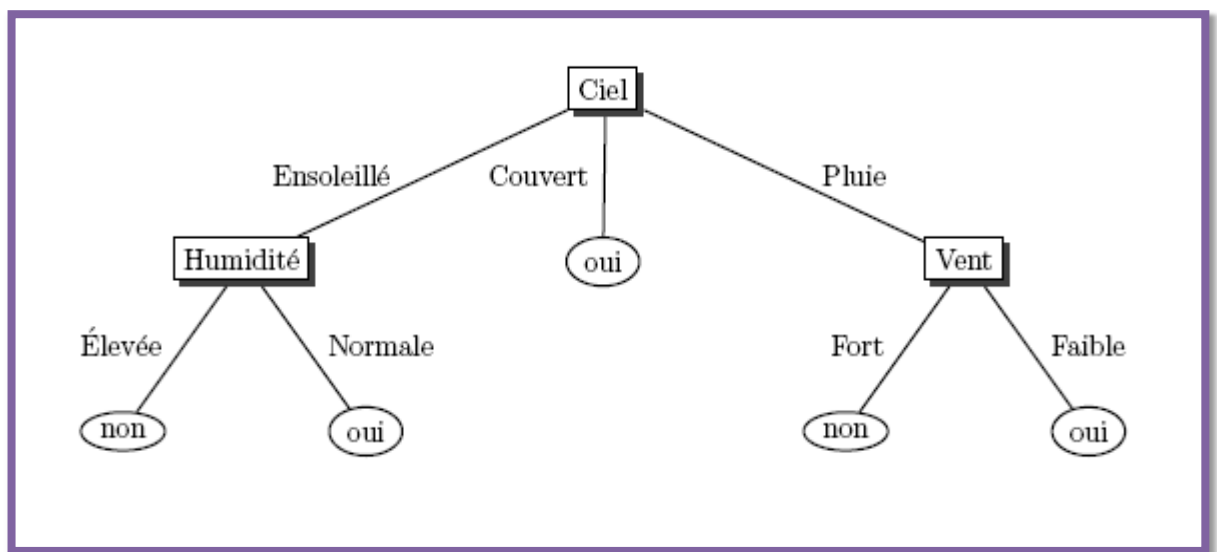 Ciel
Ensoleillé Couvert Pluie
Humidité oui Vent
Élevée Normale Fort Faible
non oui non oui